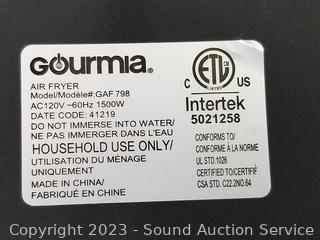 Gourmia®
AIR FRYER
Model/Modèle#:GAF 798
AC120V ~60Hz 1500W
DATE CODE: 41219
DO NOT IMMERSE INTO WATER/
NE PAS IMMERGER DANS L'EAU
HOUSEHOLD USE ONLY/
UTILISATION DU MÉNAGE
UNIQUEMENT
MADE IN CHINA/
FABRIQUÉ EN CHINE
ETL
LISTED
C US
Intertek
5021258
CONFORMS TO/
CONFORME À
UL STD.1026
CERTIFIED TO/CERTIFIÉ
CSA STD. C22.2NO.64
Copyright 2023 - Sound Auction Service